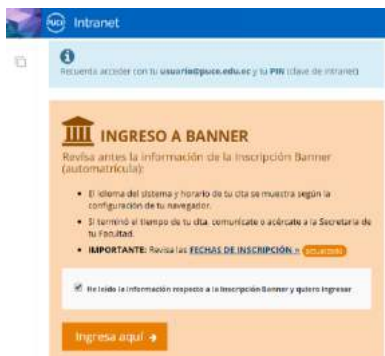 PUCE Intranet
Recuerda acceder con tu usuario@puce.edu.ec y tu PIN (clave de intranet)
INGRESO A BANNER
Revisa antes la información de la Inscripción Banner
(automatrícula):
• El idioma del sistema y horario de tu cita se muestra según la
configuración de tu navegador.
• Si terminó el tiempo de tu cita, comunícate o acércate a la Secretaría de
tu Facultad.
• IMPORTANTE: Revisa las FECHAS DE INSCRIPCIÓN »
He leído la información respecto a la Inscripción Banner y quiero ingresar
Ingresa aquí →